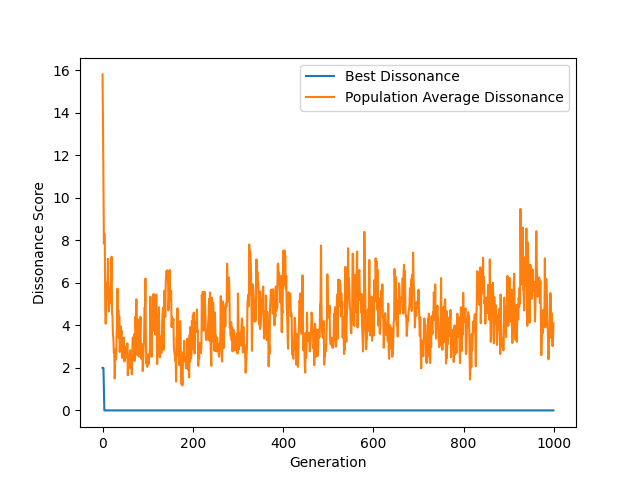 Best Dissonance
Population Average Dissonance
Dissonance Score
16
14
12
10
8
6
4
2
0
0 200 400 600 800 1000
Generation